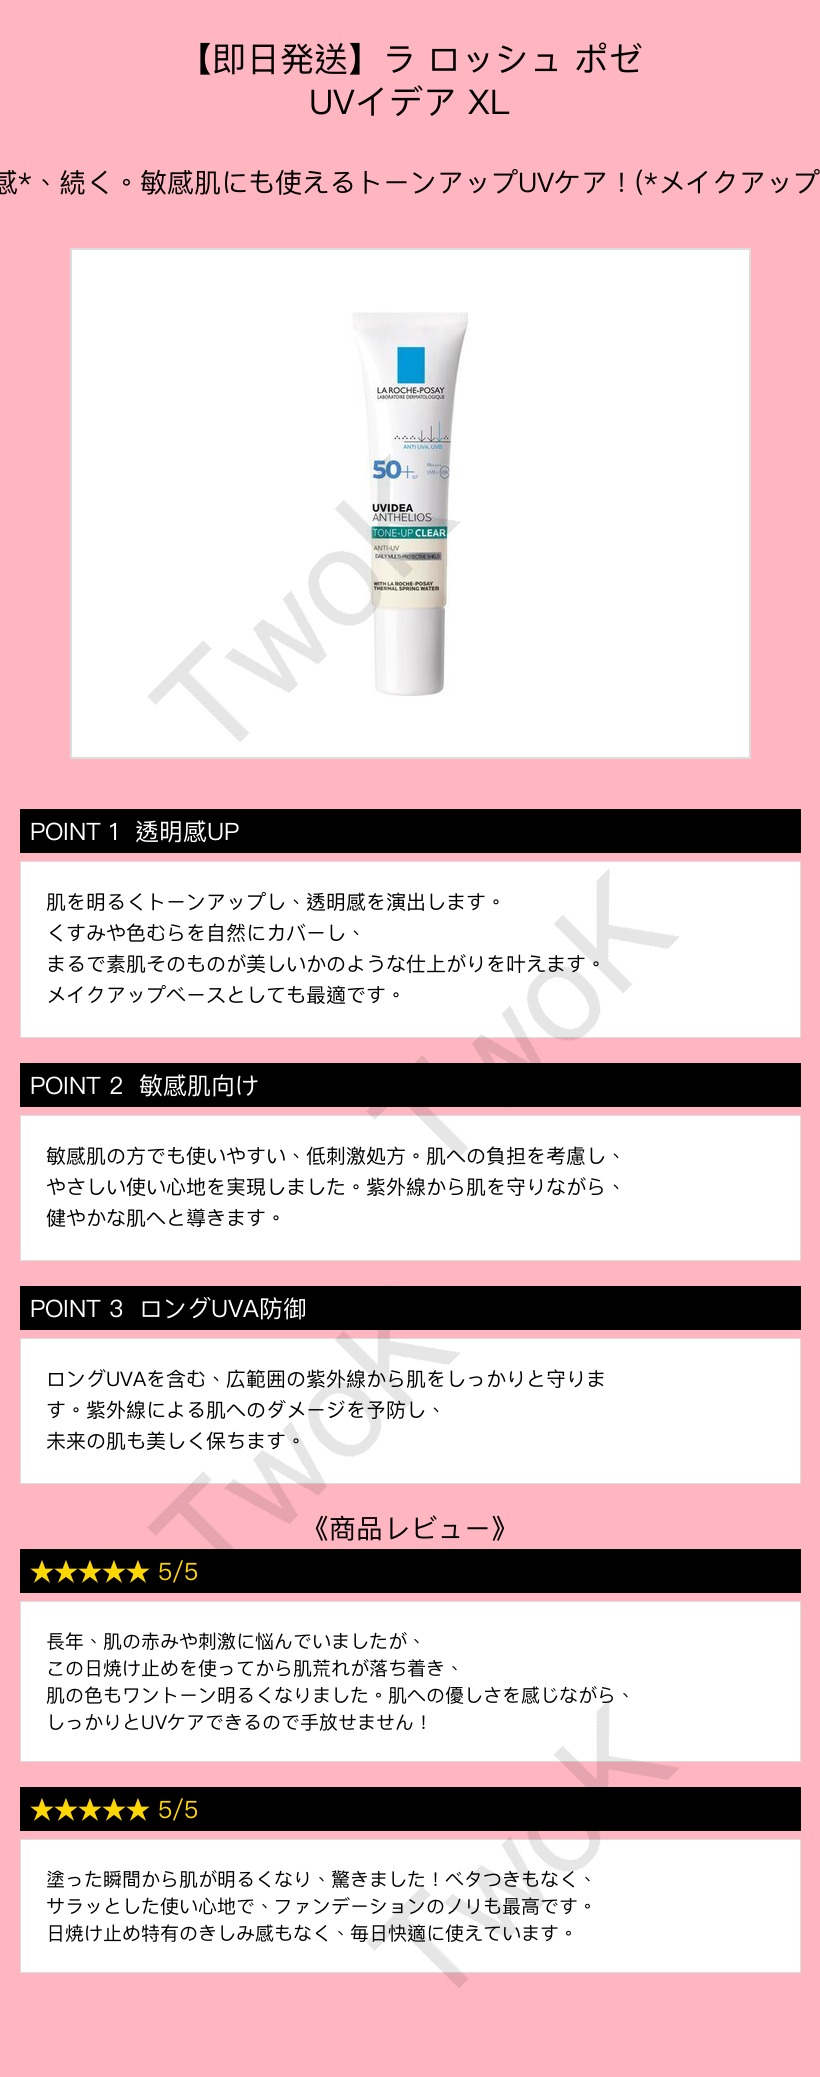 【即日発送】ラ ロッシュ ポゼ
UVイデア XL
感*、続く。敏感肌にも使えるトーンアップUVケア！(*メイクアップ
LA ROCHE-POSAY
LABORATOIRE DERMATOLOGIQUE
ANTI UVA, UVB
50+
UVIDEA
ANTHELIOS
TONE-UP CLEAR
ANTI-UV
DAILY MULTI-PROTECTIVE SHIELD
WITH LA ROCHE-POSAY
THERMAL SPRING WATER
TwoK
POINT 1 透明感UP
肌を明るくトーンアップし、透明感を演出します。
くすみや色むらを自然にカバーし、
まるで素肌そのものが美しいかのような仕上がりを叶えます。
メイクアップベースとしても最適です。
TwoK
POINT 2 敏感肌向け
敏感肌の方でも使いやすい、低刺激処方。肌への負担を考慮し、
やさしい使い心地を実現しました。紫外線から肌を守りながら、
健やかな肌へと導きます。
POINT 3 ロングUVA防御
ロングUVAを含む、広範囲の紫外線から肌をしっかりと守りま
す。紫外線による肌へのダメージを予防し、
未来の肌も美しく保ちます。
TwoK
《商品レビュー》
★★★★★ 5/5
長年、肌の赤みや刺激に悩んでいましたが、
この日焼け止めを使ってから肌荒れが落ち着き、
肌の色もワントーン明るくなりました。肌への優しさを感じながら、
しっかりとUVケアできるので手放せません！
★★★★★ 5/5
塗った瞬間から肌が明るくなり、驚きました！ベタつきもなく、
サラッとした使い心地で、ファンデーションのノリも最高です。
日焼け止め特有のきしみ感もなく、毎日快適に使えています。
TwoK